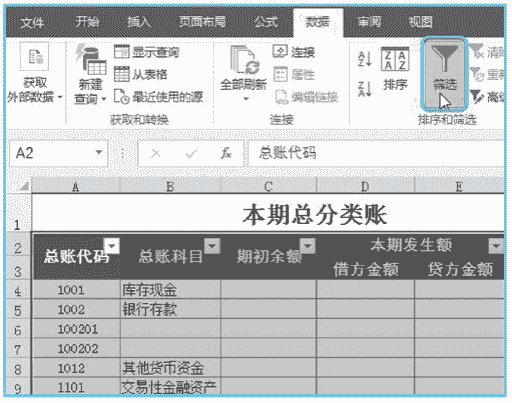 文件 开始 插入 页面布局 公式 数据 审阅 视图
获取
外部数据
新建
查询
显示查询
从表格
最近使用的源
获取和转换
全部刷新
连接
属性
编辑链接
连接
排序
筛选
排序和筛选
A2 fx 总账代码
A B C D E
1 本期总分类账
2 总账代码 总账科目 期初余额 本期发生额
3 借方金额 贷方金额
4 1001 库存现金
5 1002 银行存款
6 100201
7 100202
8 1012 其他货币资金
9 1101 交易性金融资产